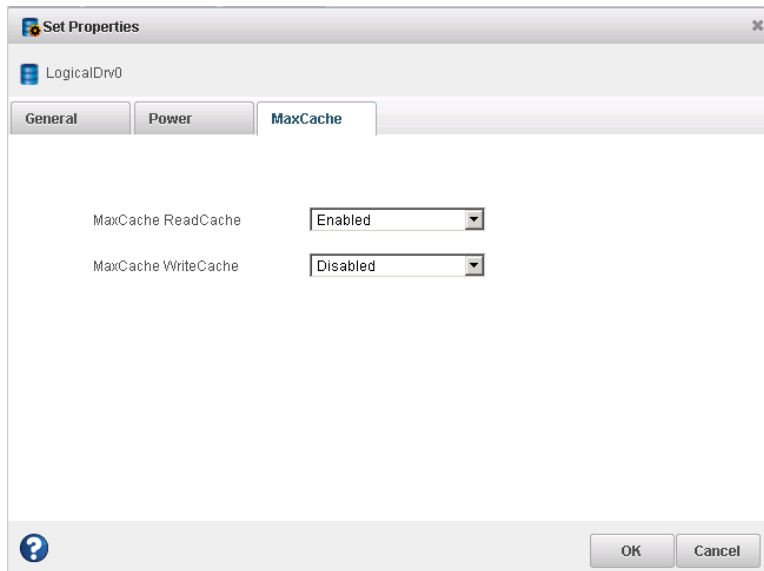 Set Properties
LogicalDrv0
General Power MaxCache
MaxCache ReadCache Enabled
MaxCache WriteCache Disabled
? OK Cancel